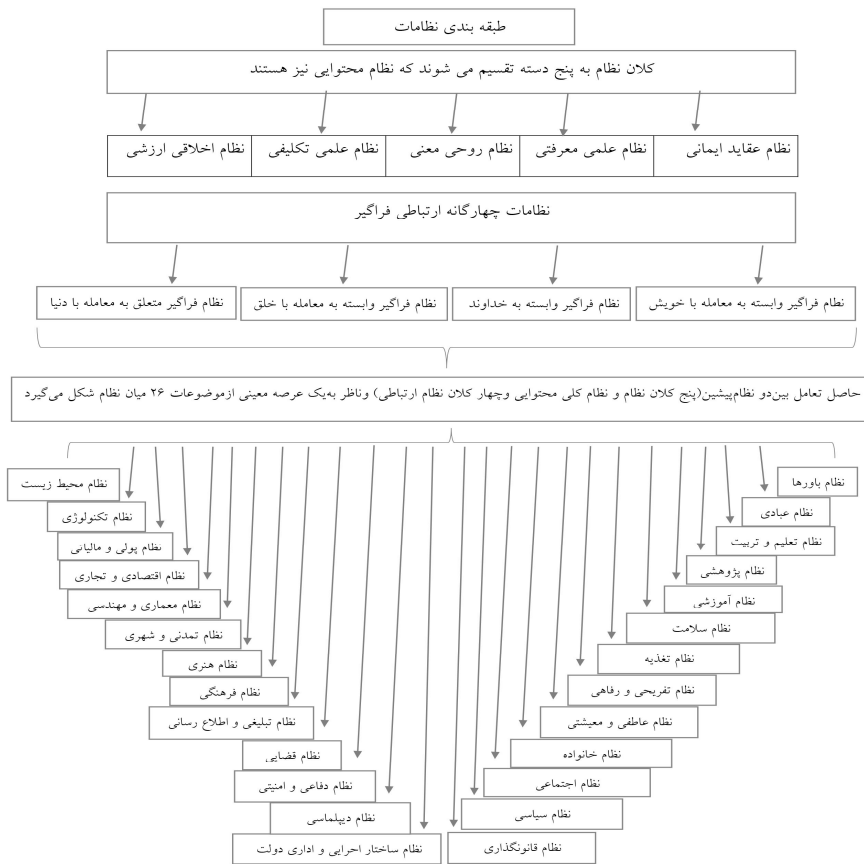 طبقه بندی نظامات
کلان نظام به پنج دسته تقسیم می شوند که نظام محتوایی نیز هستند
نظام عقاید ایمانی
نظام علمی معرفتی
نظام روحی معنی
نظام علمی تکلیفی
نظام اخلاقی ارزشی
نظامات چهارگانه ارتباطی فراگیر
نطام فراگیر وابسته به معامله با خویش
نظام فراگیر وابسته به خداوند
نظام فراگیر وابسته به معامله با خلق
نظام فراگیر متعلق به معامله با دنیا
حاصل تعامل بین‌دو نظام‌پیشین(پنج کلان نظام و نظام کلی محتوایی وچهار کلان نظام ارتباطی) وناظر به‌یک عرصه معینی ازموضوعات ۲۶ میان نظام شکل می‌گیرد
نظام باورها
نظام عبادی
نظام تعلیم و تربیت
نظام پژوهشی
نظام آموزشی
نظام سلامت
نظام تغذیه
نظام تفریحی و رفاهی
نظام عاطفی و معیشتی
نظام خانواده
نظام اجتماعی
نظام سیاسی
نظام قانونگذاری
نظام محیط زیست
نظام تکنولوژی
نظام پولی و مالیاتی
نظام اقتصادی و تجاری
نظام معماری و مهندسی
نظام تمدنی و شهری
نظام هنری
نظام فرهنگی
نظام تبلیغی و اطلاع رسانی
نظام قضایی
نظام دفاعی و امنیتی
نظام دیپلماسی
نظام ساختار اجرایی و اداری دولت